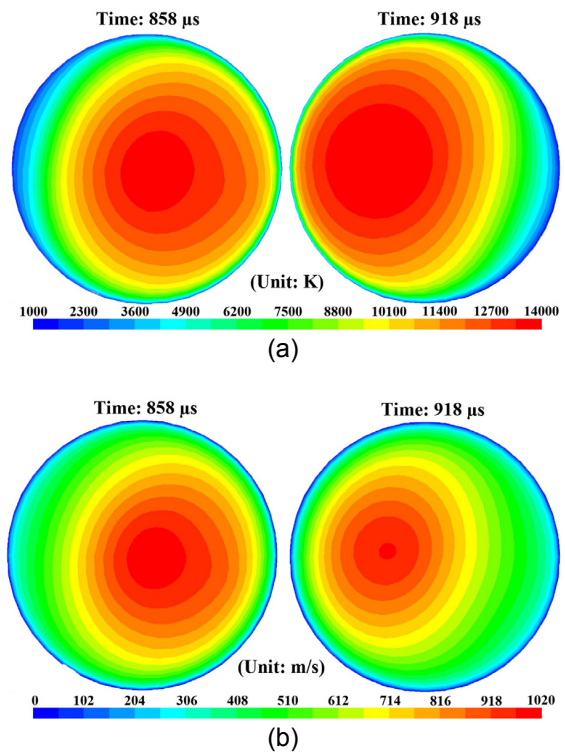 Time: 858 μs Time: 918 μs
(Unit: K)
1000 2300 3600 4900 6200 7500 8800 10100 11400 12700 14000
(a)
Time: 858 μs Time: 918 μs
(Unit: m/s)
0 102 204 306 408 510 612 714 816 918 1020
(b)